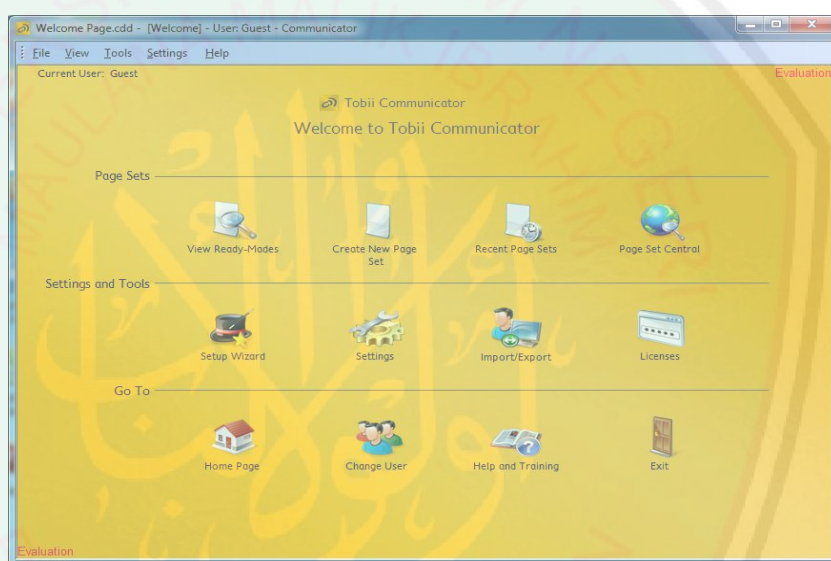 Welcome Page.cdd - [Welcome] - User: Guest - Communicator
File View Tools Settings Help
Current User: Guest
Evaluation
Tobii Communicator
Welcome to Tobii Communicator
Page Sets
View Ready-Mades
Create New Page
Set
Recent Page Sets
Page Set Central
Settings and Tools
Setup Wizard
Settings
Import/Export
Licenses
Go To
Home Page
Change User
Help and Training
Exit
Evaluation